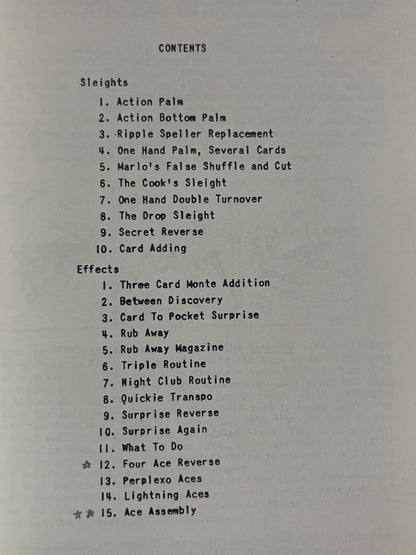 CONTENTS
Sleights
1. Action Palm
2. Action Bottom Palm
3. Ripple Speller Replacement
4. One Hand Palm, Several Cards
5. Marlo's False Shuffle and Cut
6. The Cook's Sleight
7. One Hand Double Turnover
8. The Drop Sleight
9. Secret Reverse
10. Card Adding
Effects
1. Three Card Monte Addition
2. Between Discovery
3. Card To Pocket Surprise
4. Rub Away
5. Rub Away Magazine
6. Triple Routine
7. Night Club Routine
8. Quickie Transpo
9. Surprise Reverse
10. Surprise Again
11. What To Do
☆ 12. Four Ace Reverse
13. Perplexo Aces
14. Lightning Aces
☆☆ 15. Ace Assembly